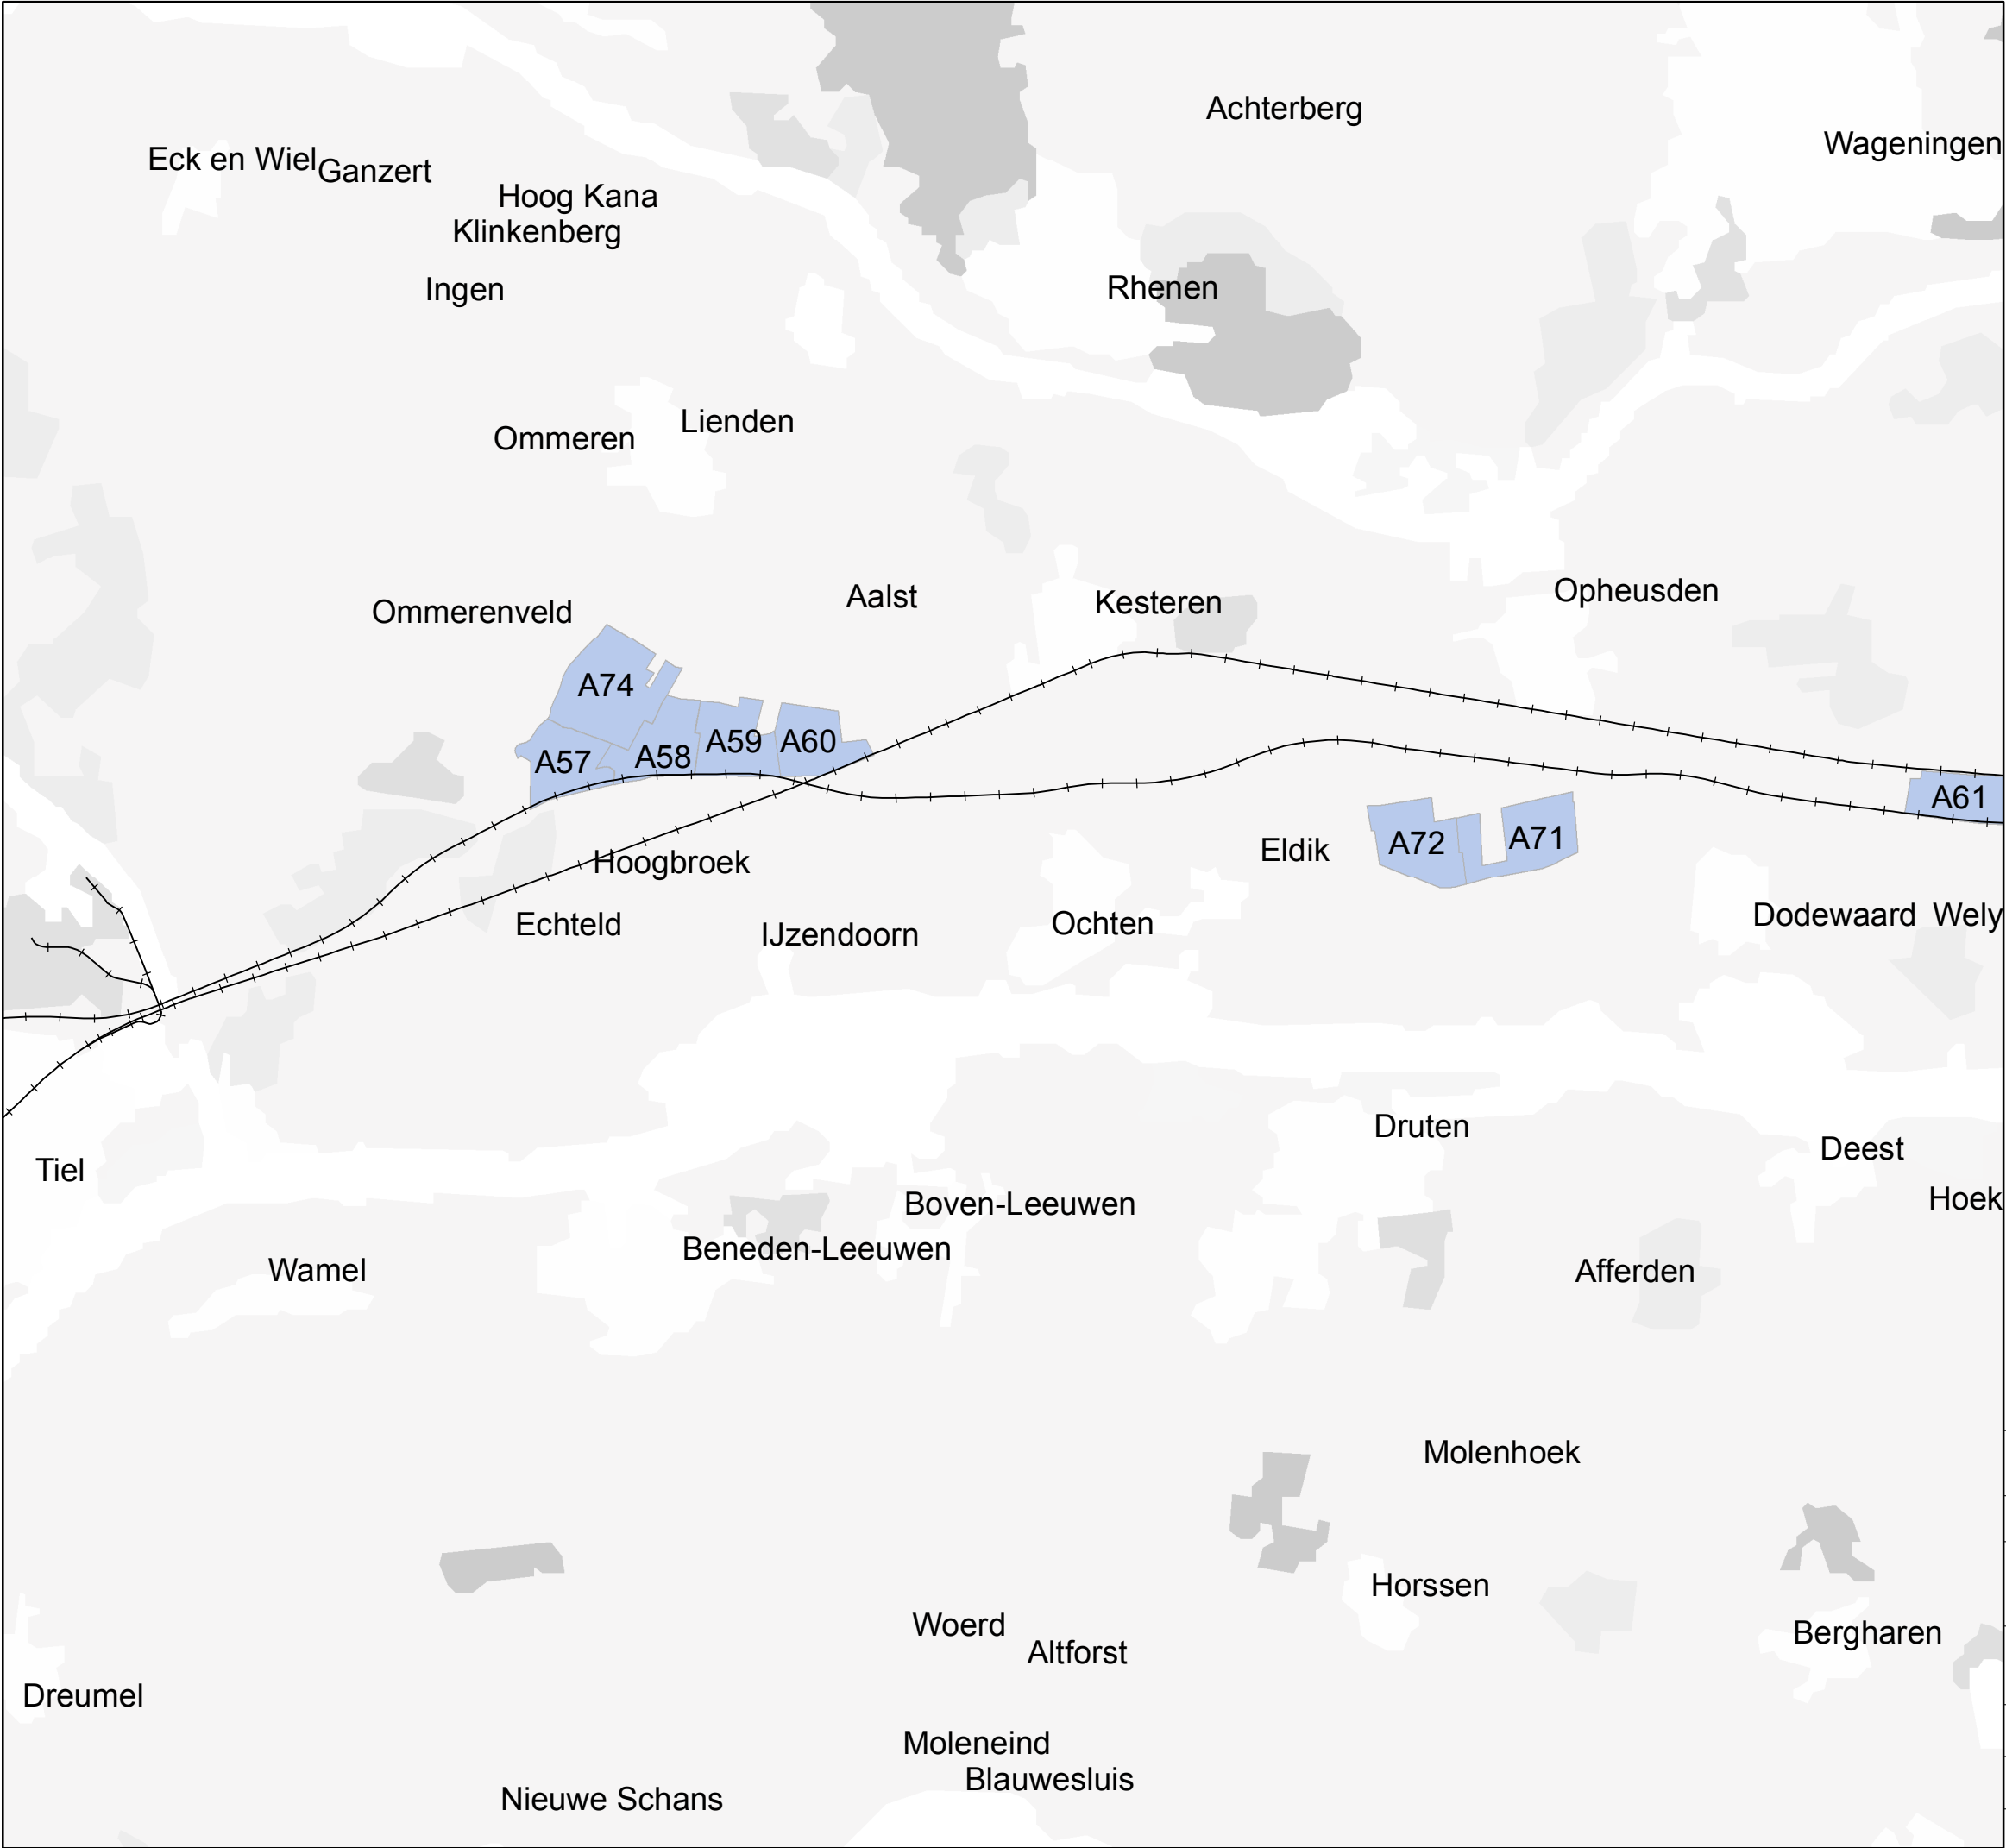 Achterberg
Wageningen
Eck en Wiel
Ganzert
Hoog Kana
Klinkenberg
Ingen
Rhenen
Lienden
Ommeren
Opheusden
Aalst
Kesteren
Ommerenveld
A74
A59
A60
A58
A57
A61
A71
A72
Eldik
Hoogbroek
Dodewaard
Wely
Ochten
Echteld
IJzendoorn
Druten
Deest
Tiel
Hoek
Boven-Leeuwen
Beneden-Leeuwen
Wamel
Afferden
Molenhoek
Horssen
Woerd
Bergharen
Altforst
Dreumel
Moleneind
Blauwesluis
Nieuwe Schans